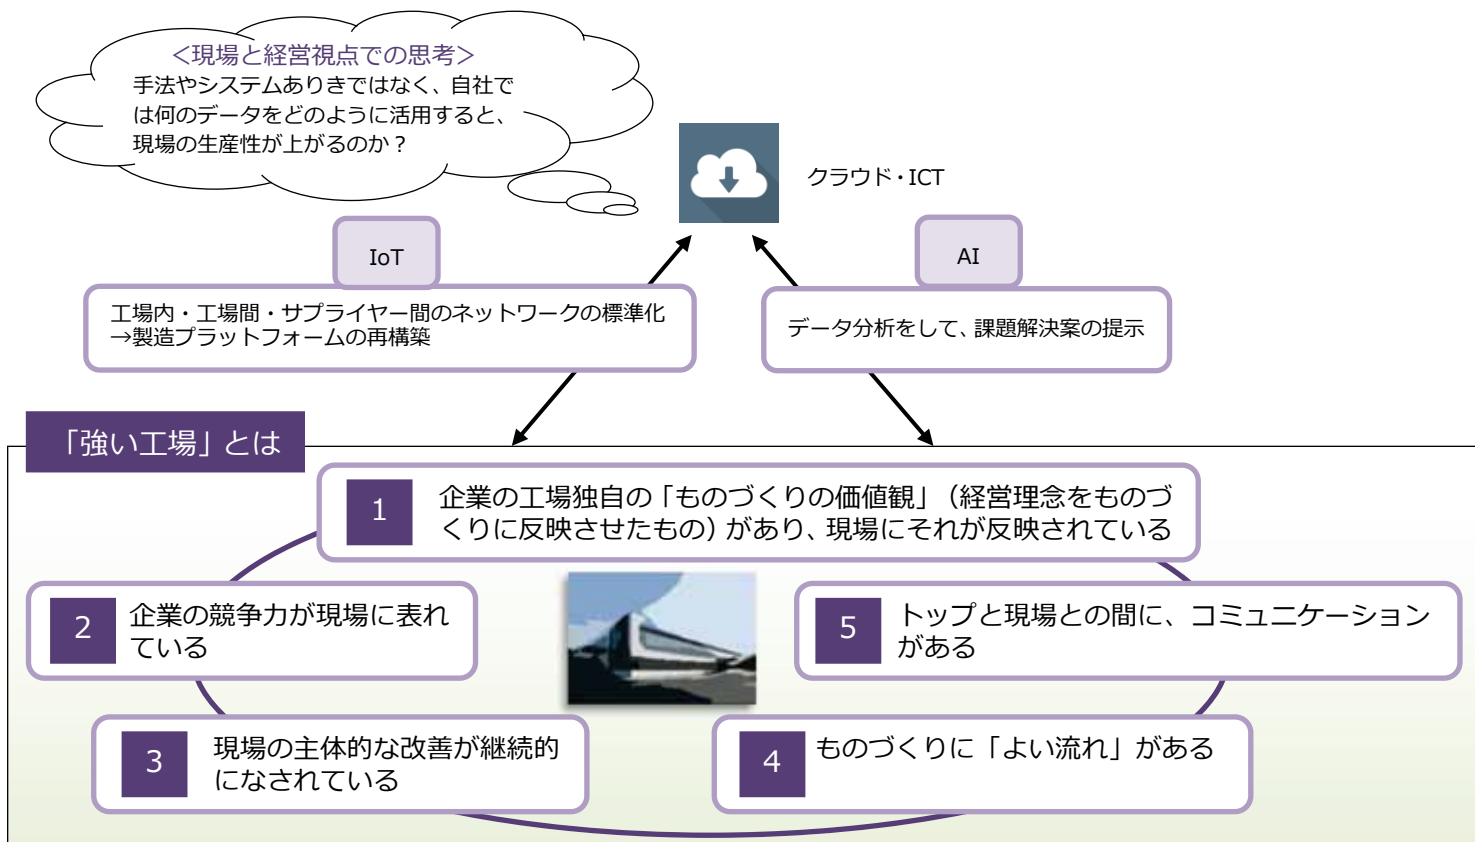 ＜現場と経営視点での思考＞
手法やシステムありきではなく、自社で
は何のデータをどのように活用すると、
現場の生産性が上がるのか？
クラウド・ICT
IoT
工場内・工場間・サプライヤー間のネットワークの標準化
→製造プラットフォームの再構築
AI
データ分析をして、課題解決案の提示
「強い工場」とは
1
企業の工場独自の「ものづくりの価値観」（経営理念をものづ
くりに反映させたもの）があり、現場にそれが反映されている
2
企業の競争力が現場に表れ
ている
3
現場の主体的な改善が継続的
になされている
4
ものづくりに「よい流れ」がある
5
トップと現場との間に、コミュニケーション
がある